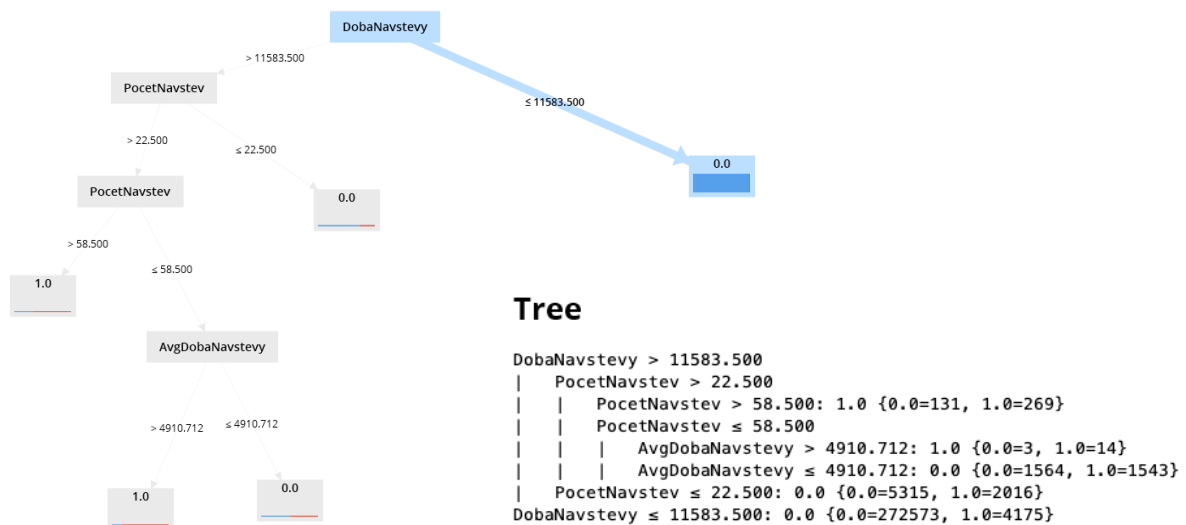 DobaNavstevy
> 11583.500
PocetNavstev
≤ 11583.500
> 22.500
≤ 22.500
0.0
PocetNavstev
0.0
> 58.500
≤ 58.500
1.0
AvgDobaNavstevy
> 4910.712
≤ 4910.712
1.0
0.0
Tree
DobaNavstevy > 11583.500
|   PocetNavstev > 22.500
|   |   PocetNavstev > 58.500: 1.0 {0.0=131, 1.0=269}
|   |   PocetNavstev ≤ 58.500
|   |   |   AvgDobaNavstevy > 4910.712: 1.0 {0.0=3, 1.0=14}
|   |   |   AvgDobaNavstevy ≤ 4910.712: 0.0 {0.0=1564, 1.0=1543}
|   PocetNavstev ≤ 22.500: 0.0 {0.0=5315, 1.0=2016}
DobaNavstevy ≤ 11583.500: 0.0 {0.0=272573, 1.0=4175}